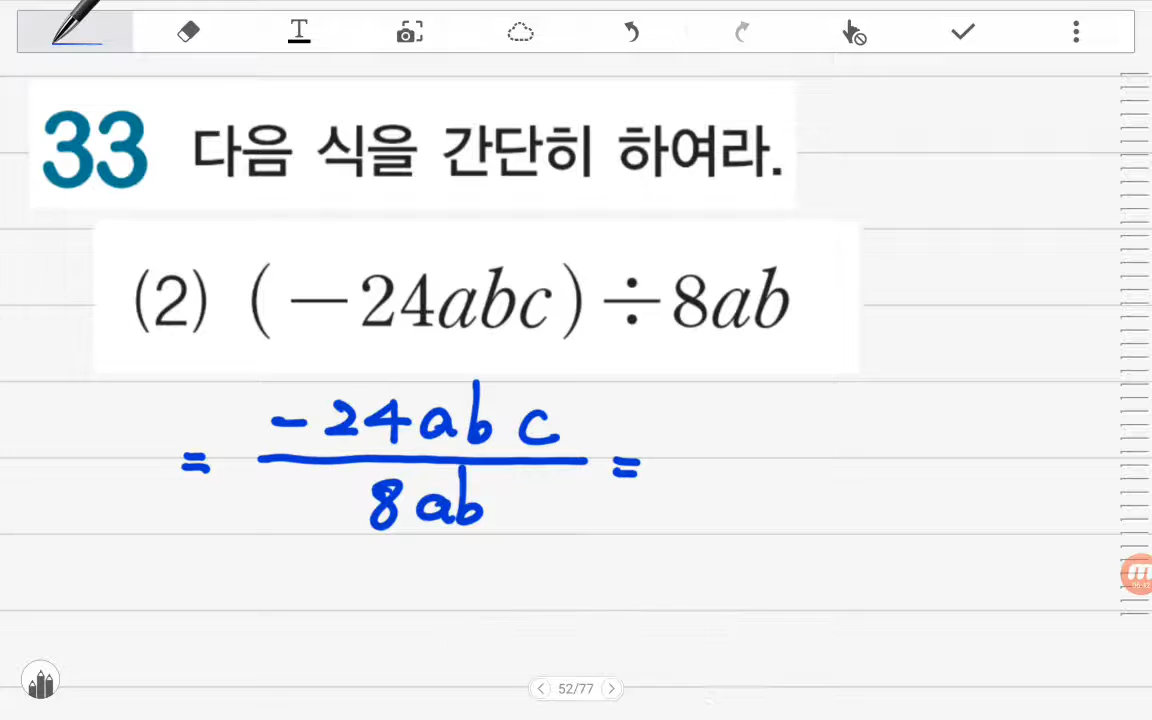 T
33 다음 식을 간단히 하여라.
(2) (−24abc)÷8ab
= -24abc / 8ab =
52/77